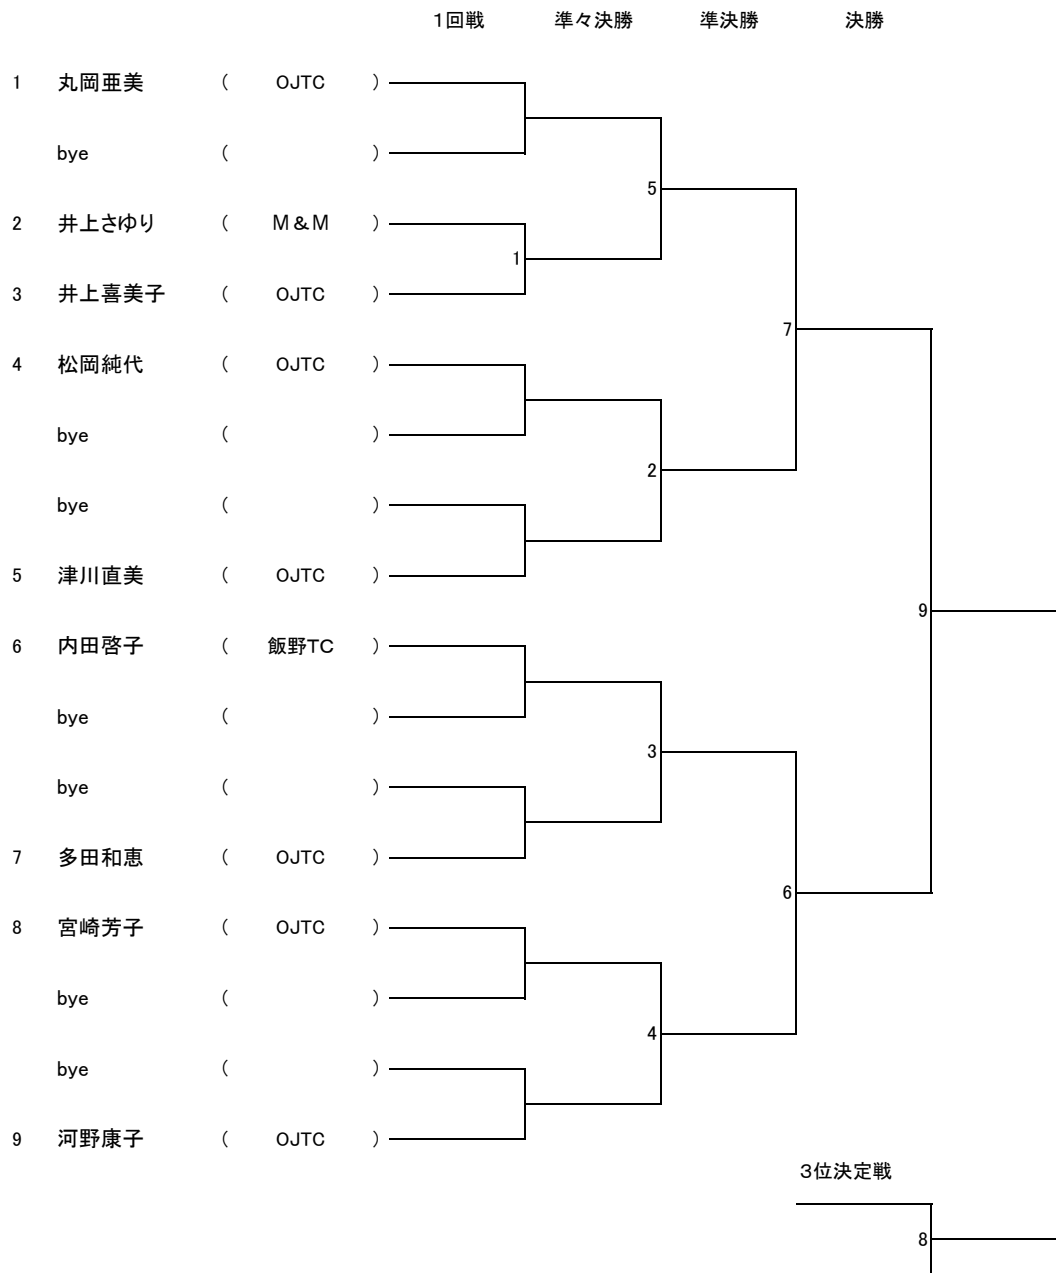 1回戦 準々決勝 準決勝 決勝
1 丸岡亜美 ( OJTC )
bye ( )
5
2 井上さゆり ( M＆M )
1
3 井上喜美子 ( OJTC )
7
4 松岡純代 ( OJTC )
bye ( )
2
bye ( )
5 津川直美 ( OJTC )
9
6 内田啓子 ( 飯野TC )
bye ( )
3
bye ( )
7 多田和恵 ( OJTC )
6
8 宮崎芳子 ( OJTC )
bye ( )
4
bye ( )
9 河野康子 ( OJTC )
3位決定戦
8